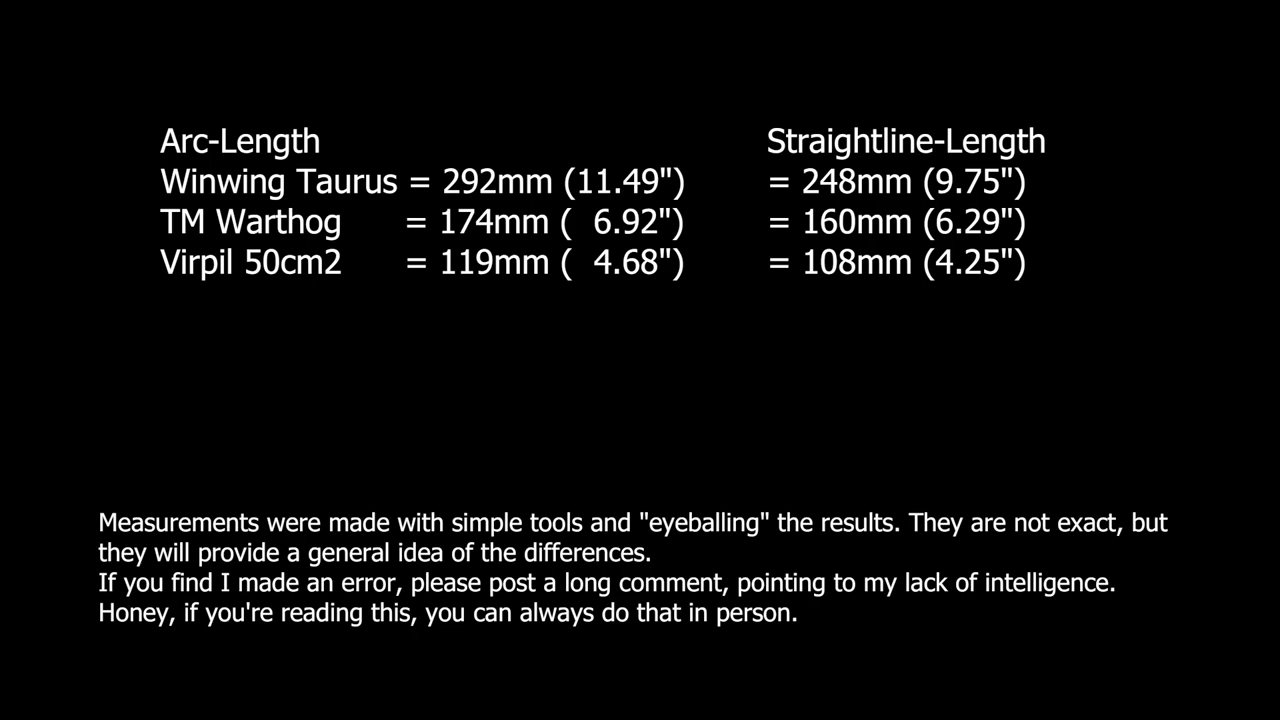 Arc-Length Straightline-Length
Winwing Taurus = 292mm (11.49") = 248mm (9.75")
TM Warthog = 174mm ( 6.92") = 160mm (6.29")
Virpil 50cm2 = 119mm ( 4.68") = 108mm (4.25")
Measurements were made with simple tools and "eyeballing" the results. They are not exact, but
they will provide a general idea of the differences.
If you find I made an error, please post a long comment, pointing to my lack of intelligence.
Honey, if you're reading this, you can always do that in person.